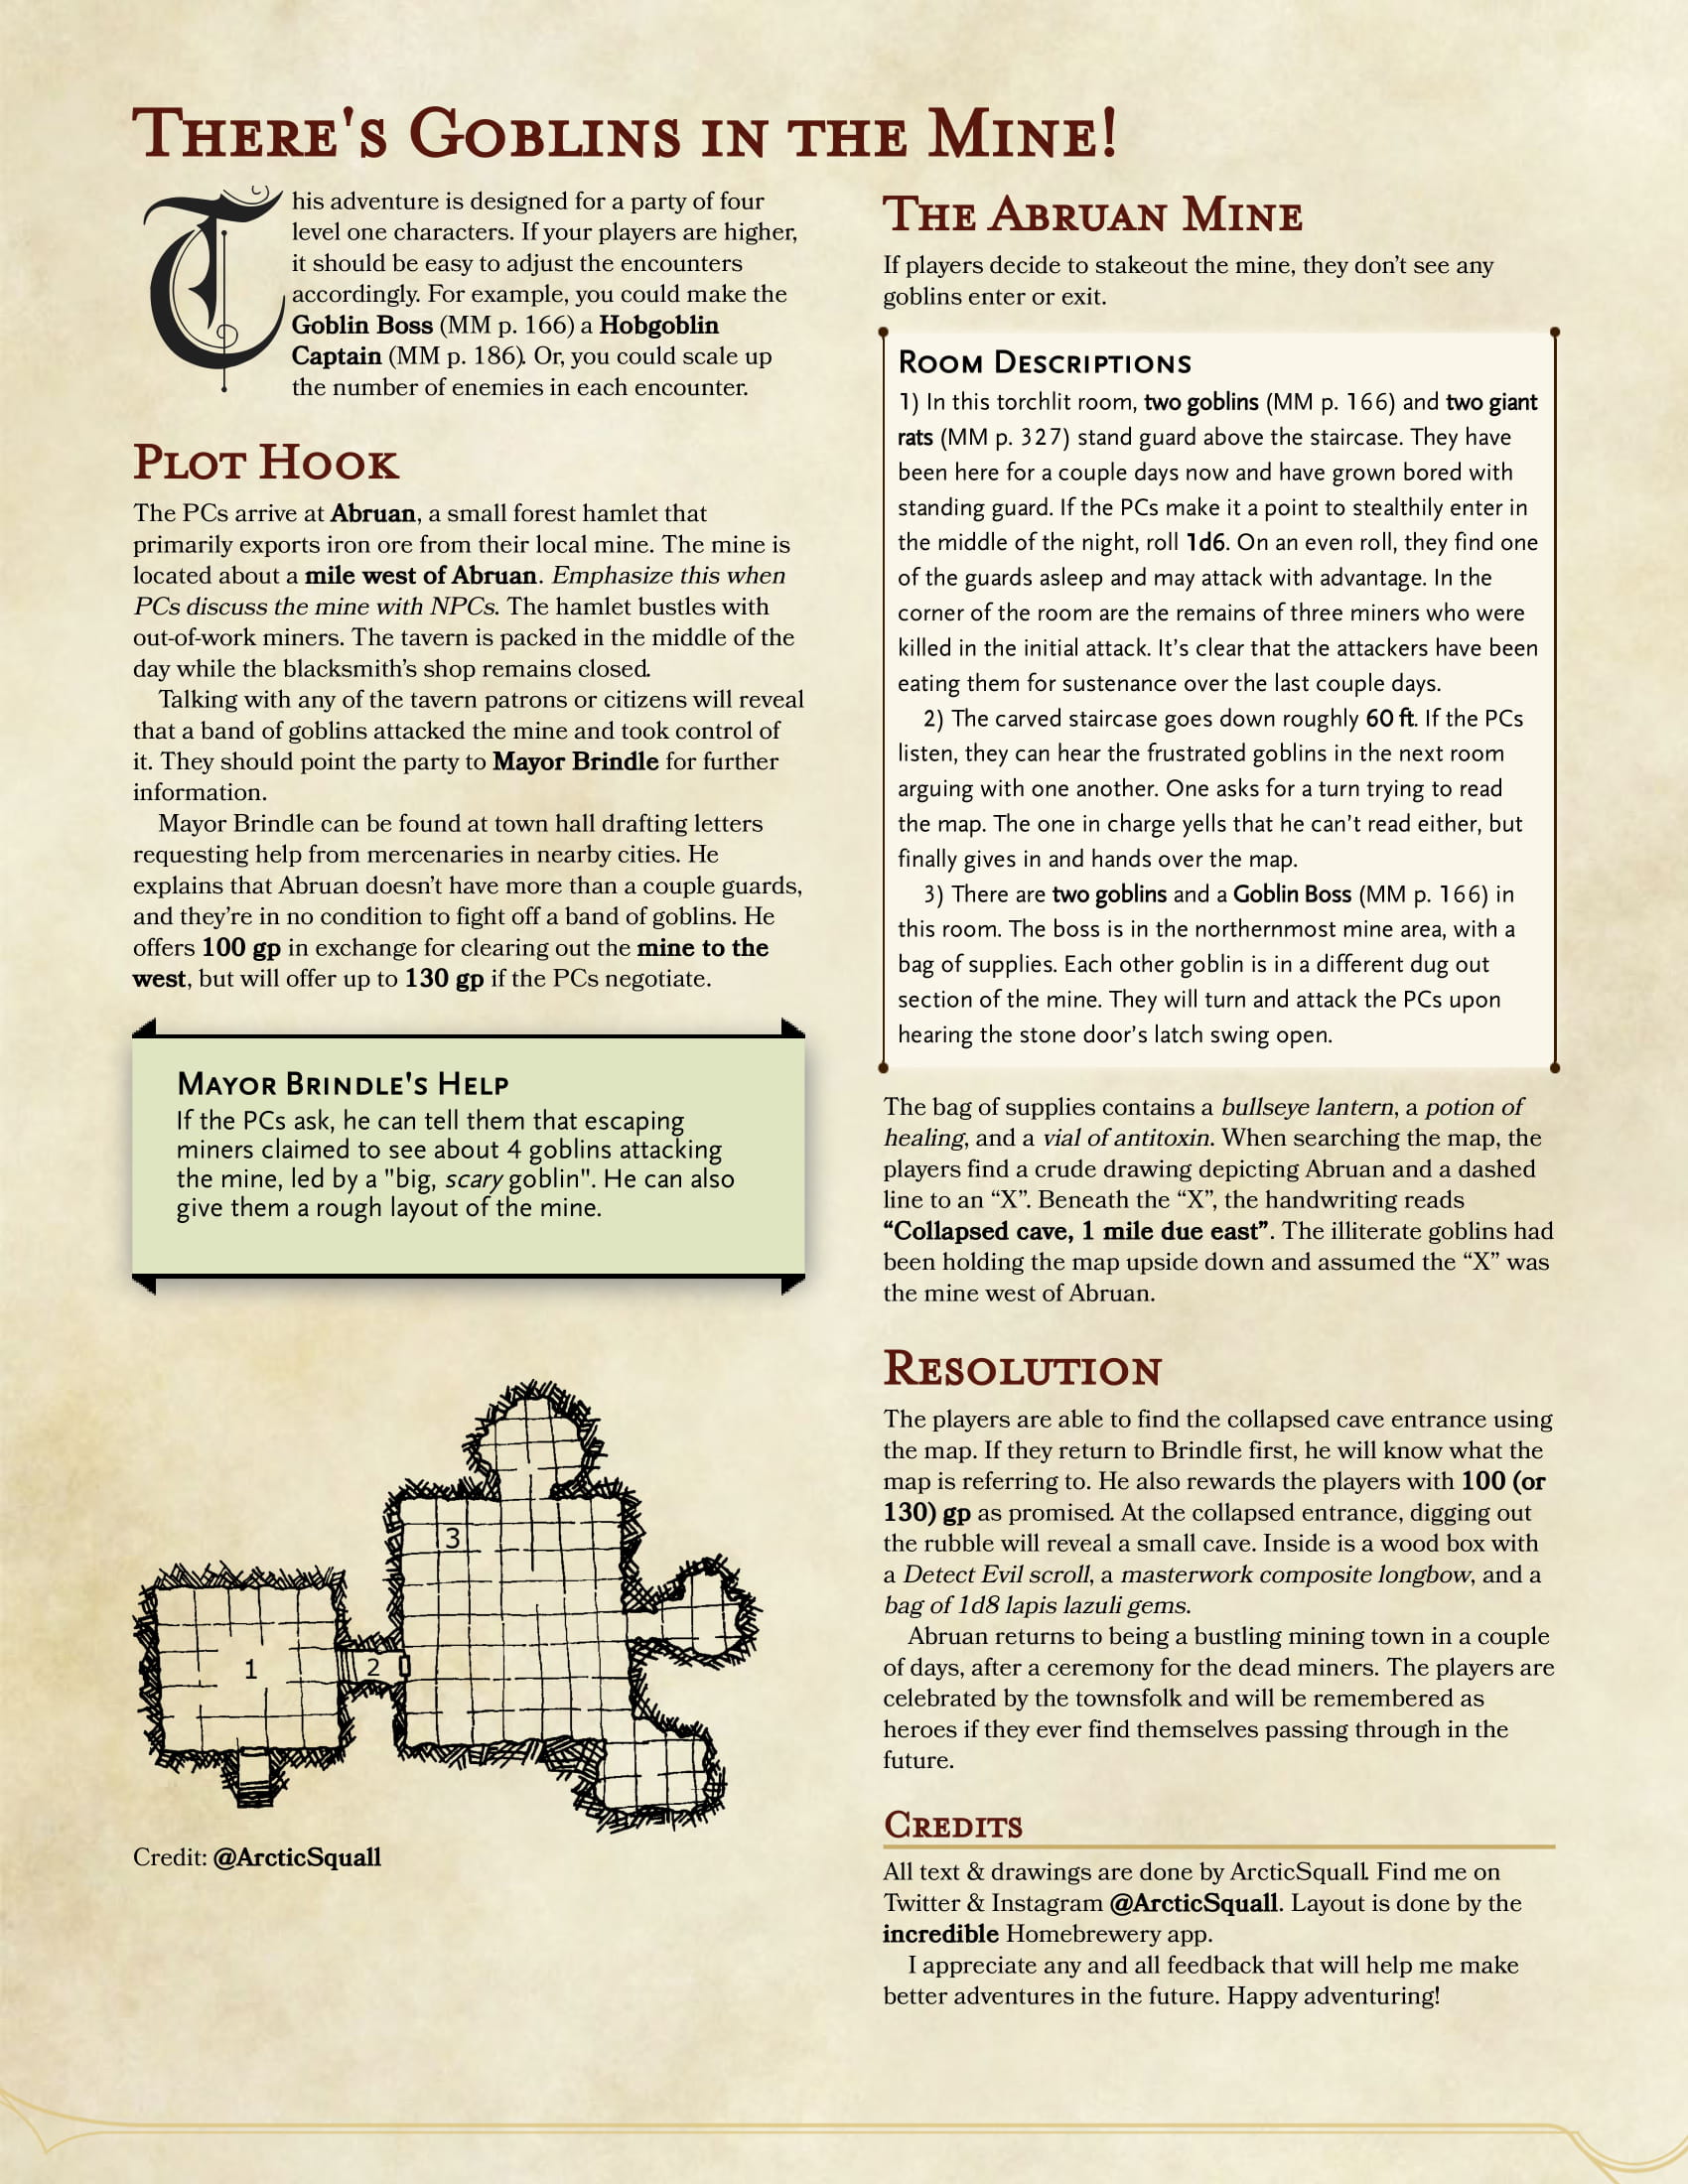 There's Goblins in the Mine!
This adventure is designed for a party of four
level one characters. If your players are higher,
it should be easy to adjust the encounters
accordingly. For example, you could make the
Goblin Boss (MM p. 166) a Hobgoblin
Captain (MM p. 186). Or, you could scale up
the number of enemies in each encounter.
Plot Hook
The PCs arrive at Abruan, a small forest hamlet that
primarily exports iron ore from their local mine. The mine is
located about a mile west of Abruan. Emphasize this when
PCs discuss the mine with NPCs. The hamlet bustles with
out-of-work miners. The tavern is packed in the middle of the
day while the blacksmith's shop remains closed.
Talking with any of the tavern patrons or citizens will reveal
that a band of goblins attacked the mine and took control of
it. They should point the party to Mayor Brindle for further
information.
Mayor Brindle can be found at town hall drafting letters
requesting help from mercenaries in nearby cities. He
explains that Abruan doesn't have more than a couple guards,
and they're in no condition to fight off a band of goblins. He
offers 100 gp in exchange for clearing out the mine to the
west, but will offer up to 130 gp if the PCs negotiate.
Mayor Brindle's Help
If the PCs ask, he can tell them that escaping
miners claimed to see about 4 goblins attacking
the mine, led by a "big, scary goblin". He can also
give them a rough layout of the mine.
3
1
2
Credit: @ArcticSquall
The Abruan Mine
If players decide to stakeout the mine, they don't see any
goblins enter or exit.
Room Descriptions
1) In this torchlit room, two goblins (MM p. 166) and two giant
rats (MM p. 327) stand guard above the staircase. They have
been here for a couple days now and have grown bored with
standing guard. If the PCs make it a point to stealthily enter in
the middle of the night, roll 1d6. On an even roll, they find one
of the guards asleep and may attack with advantage. In the
corner of the room are the remains of three miners who were
killed in the initial attack. It's clear that the attackers have been
eating them for sustenance over the last couple days.
2) The carved staircase goes down roughly 60 ft. If the PCs
listen, they can hear the frustrated goblins in the next room
arguing with one another. One asks for a turn trying to read
the map. The one in charge yells that he can't read either, but
finally gives in and hands over the map.
3) There are two goblins and a Goblin Boss (MM p. 166) in
this room. The boss is in the northernmost mine area, with a
bag of supplies. Each other goblin is in a different dug out
section of the mine. They will turn and attack the PCs upon
hearing the stone door's latch swing open.
The bag of supplies contains a bullseye lantern, a potion of
healing, and a vial of antitoxin. When searching the map, the
players find a crude drawing depicting Abruan and a dashed
line to an “X”. Beneath the “X”, the handwriting reads
“Collapsed cave, 1 mile due east”. The illiterate goblins had
been holding the map upside down and assumed the “X” was
the mine west of Abruan.
Resolution
The players are able to find the collapsed cave entrance using
the map. If they return to Brindle first, he will know what the
map is referring to. He also rewards the players with 100 (or
130) gp as promised. At the collapsed entrance, digging out
the rubble will reveal a small cave. Inside is a wood box with
a Detect Evil scroll, a masterwork composite longbow, and a
bag of 1d8 lapis lazuli gems.
Abruan returns to being a bustling mining town in a couple
of days, after a ceremony for the dead miners. The players are
celebrated by the townsfolk and will be remembered as
heroes if they ever find themselves passing through in the
future.
Credits
All text & drawings are done by ArcticSquall. Find me on
Twitter & Instagram @ArcticSquall. Layout is done by the
incredible Homebrewery app.
I appreciate any and all feedback that will help me make
better adventures in the future. Happy adventuring!